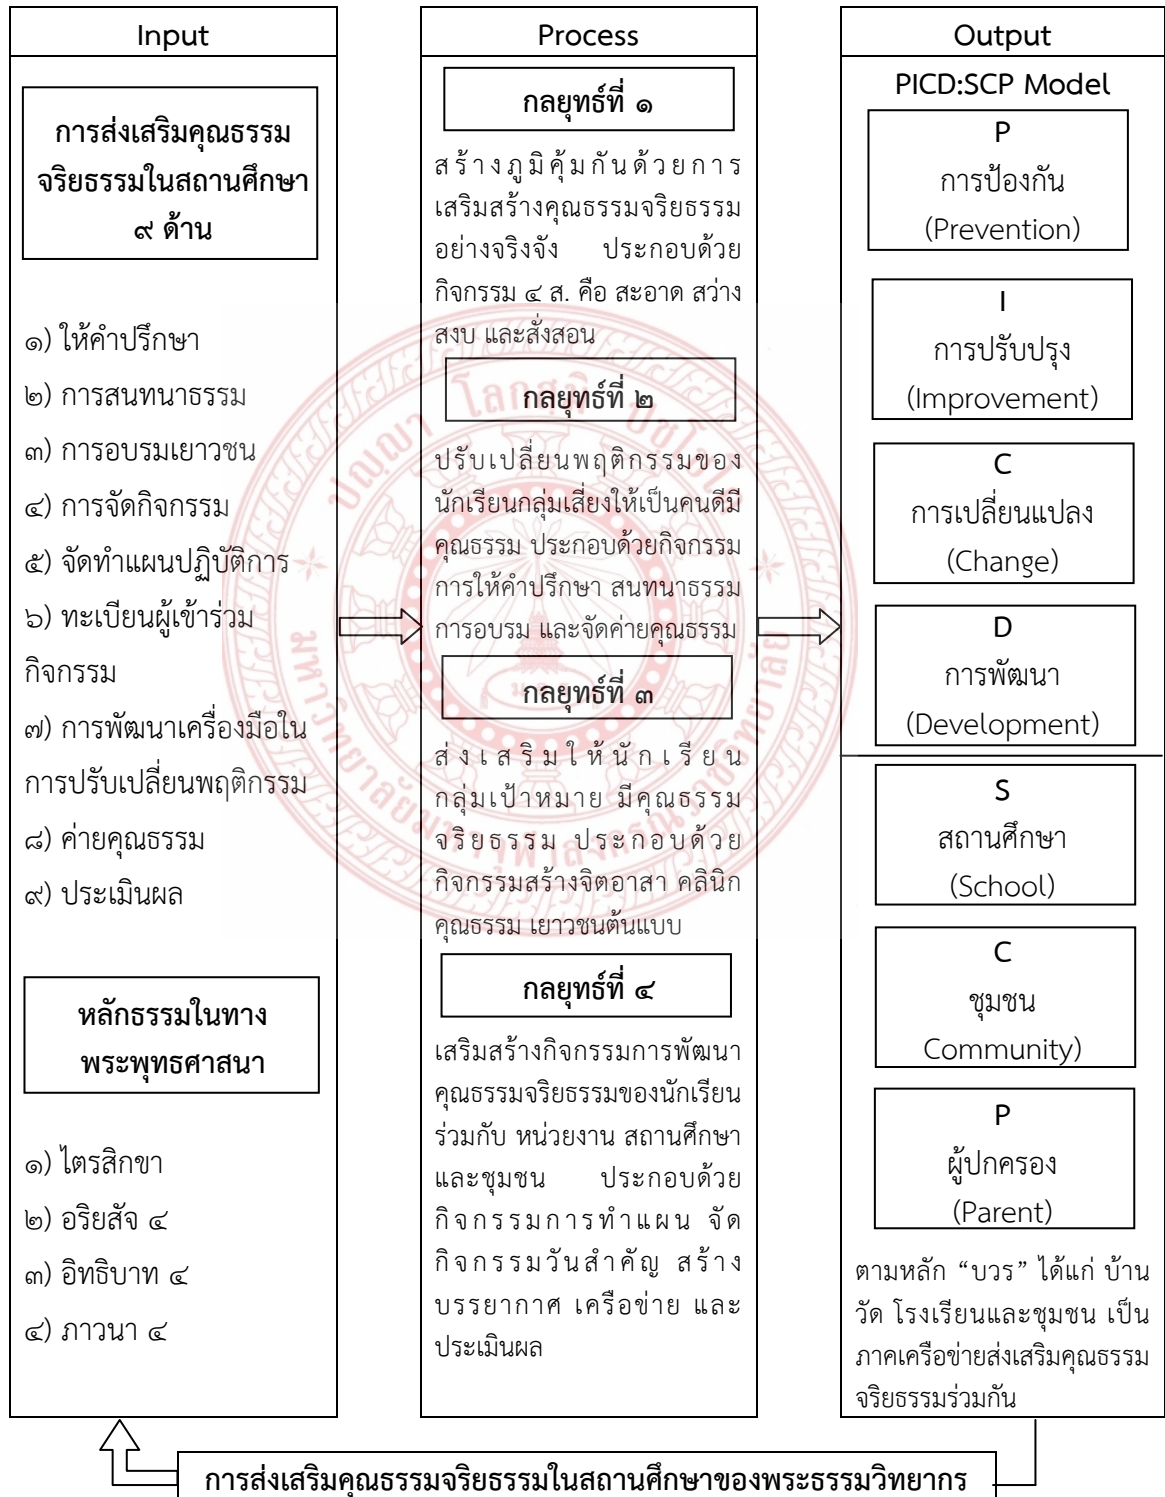 Input
การส่งเสริมคุณธรรม
จริยธรรมในสถานศึกษา
๙ ด้าน
๑) ให้คำปรึกษา
๒) การสนทนาธรรม
๓) การอบรมเยาวชน
๔) การจัดกิจกรรม
๕) จัดทำแผนปฏิบัติการ
๖) ทะเบียนผู้เข้าร่วม
กิจกรรม
๗) การพัฒนาเครื่องมือใน
การปรับเปลี่ยนพฤติกรรม
๘) ค่ายคุณธรรม
๙) ประเมินผล
หลักธรรมในทาง
พระพุทธศาสนา
๑) ไตรสิกขา
๒) อริยสัจ ๔
๓) อิทธิบาท ๔
๔) ภาวนา ๔
Process
กลยุทธ์ที่ ๑
สร้างภูมิคุ้มกันด้วยการ
เสริมสร้างคุณธรรมจริยธรรม
อย่างจริงจัง ประกอบด้วย
กิจกรรม ๔ ส. คือ สะอาด สว่าง
สงบ และสั่งสอน
กลยุทธ์ที่ ๒
ปรับเปลี่ยนพฤติกรรมของ
นักเรียนกลุ่มเสี่ยงให้เป็นคนดีมี
คุณธรรม ประกอบด้วยกิจกรรม
การให้คำปรึกษา สนทนาธรรม
การอบรม และจัดค่ายคุณธรรม
กลยุทธ์ที่ ๓
ส่งเสริมให้นักเรียน
กลุ่มเป้าหมาย มีคุณธรรม
จริยธรรม ประกอบด้วย
กิจกรรมสร้างจิตอาสา คลินิก
คุณธรรม เยาวชนต้นแบบ
กลยุทธ์ที่ ๔
เสริมสร้างกิจกรรมการพัฒนา
คุณธรรมจริยธรรมของนักเรียน
ร่วมกับ หน่วยงาน สถานศึกษา
และชุมชน ประกอบด้วย
กิจกรรมการทำแผน จัด
กิจกรรมวันสำคัญ สร้าง
บรรยากาศ เครือข่าย และ
ประเมินผล
Output
PICD:SCP Model
P
การป้องกัน
(Prevention)
I
การปรับปรุง
(Improvement)
C
การเปลี่ยนแปลง
(Change)
D
การพัฒนา
(Development)
S
สถานศึกษา
(School)
C
ชุมชน
Community)
P
ผู้ปกครอง
(Parent)
ตามหลัก “บวร” ได้แก่ บ้าน
วัด โรงเรียนและชุมชน เป็น
ภาคเครือข่ายส่งเสริมคุณธรรม
จริยธรรมร่วมกัน
การส่งเสริมคุณธรรมจริยธรรมในสถานศึกษาของพระธรรมวิทยากร
ปญฺญา โลกสฺมิ ปชฺโชโต
มหาวิทยาลัยมหาจุฬาลงกรณราชวิทยาลัย